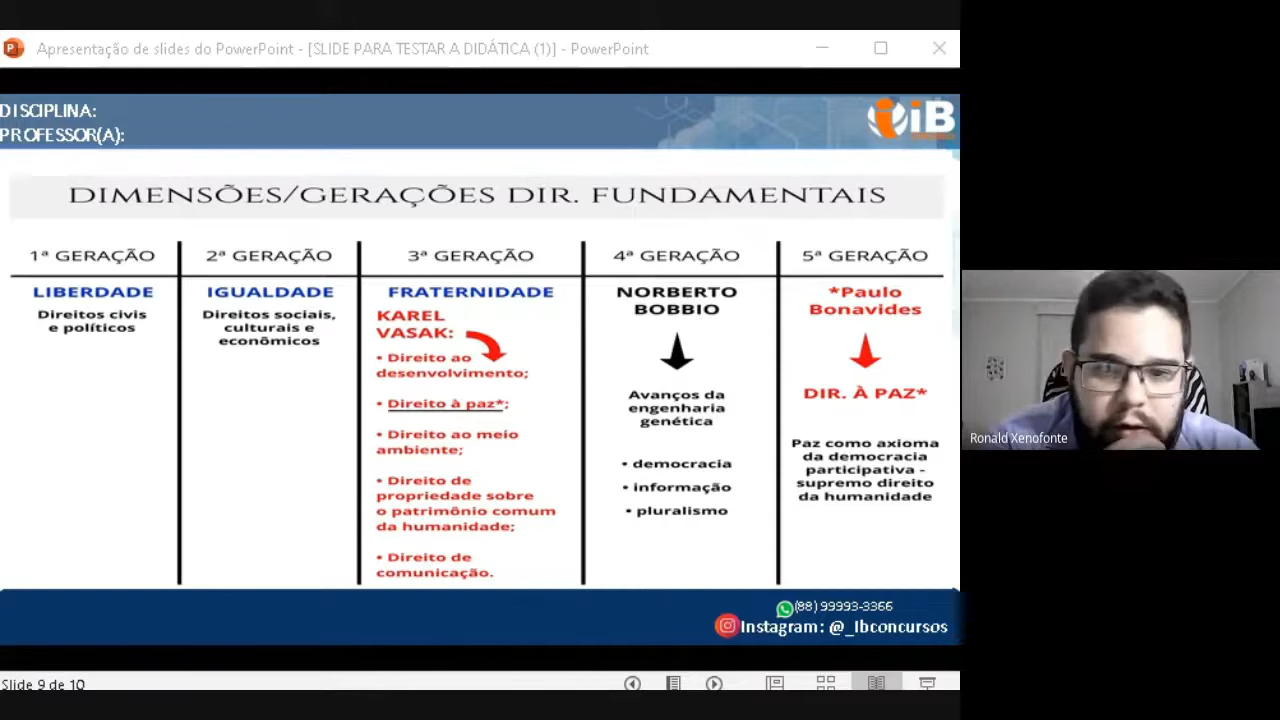 Apresentação de slides do PowerPoint - [SLIDE PARA TESTAR A DIDÁTICA (1)] - PowerPoint
DISCIPLINA:
PROFESSOR(A):
iB
DIMENSÕES/GERAÇÕES DIR. FUNDAMENTAIS
1ª GERAÇÃO
LIBERDADE
Direitos civis
e políticos
2ª GERAÇÃO
IGUALDADE
Direitos sociais,
culturais e
econômicos
3ª GERAÇÃO
FRATERNIDADE
KAREL
VASAK:
• Direito ao
desenvolvimento;
• Direito à paz*;
• Direito ao meio
ambiente;
• Direito de
propriedade sobre
o patrimônio comum
da humanidade;
• Direito de
comunicação.
4ª GERAÇÃO
NORBERTO
BOBBIO
Avanços da
engenharia
genética
• democracia
• informação
• pluralismo
5ª GERAÇÃO
*Paulo
Bonavides
DIR. À PAZ*
Paz como axioma
da democracia
participativa -
supremo direito
da humanidade
Ronald Xenofonte
(88) 99993-3366
Instagram: @_Ibconcursos
Slide 9 de 10